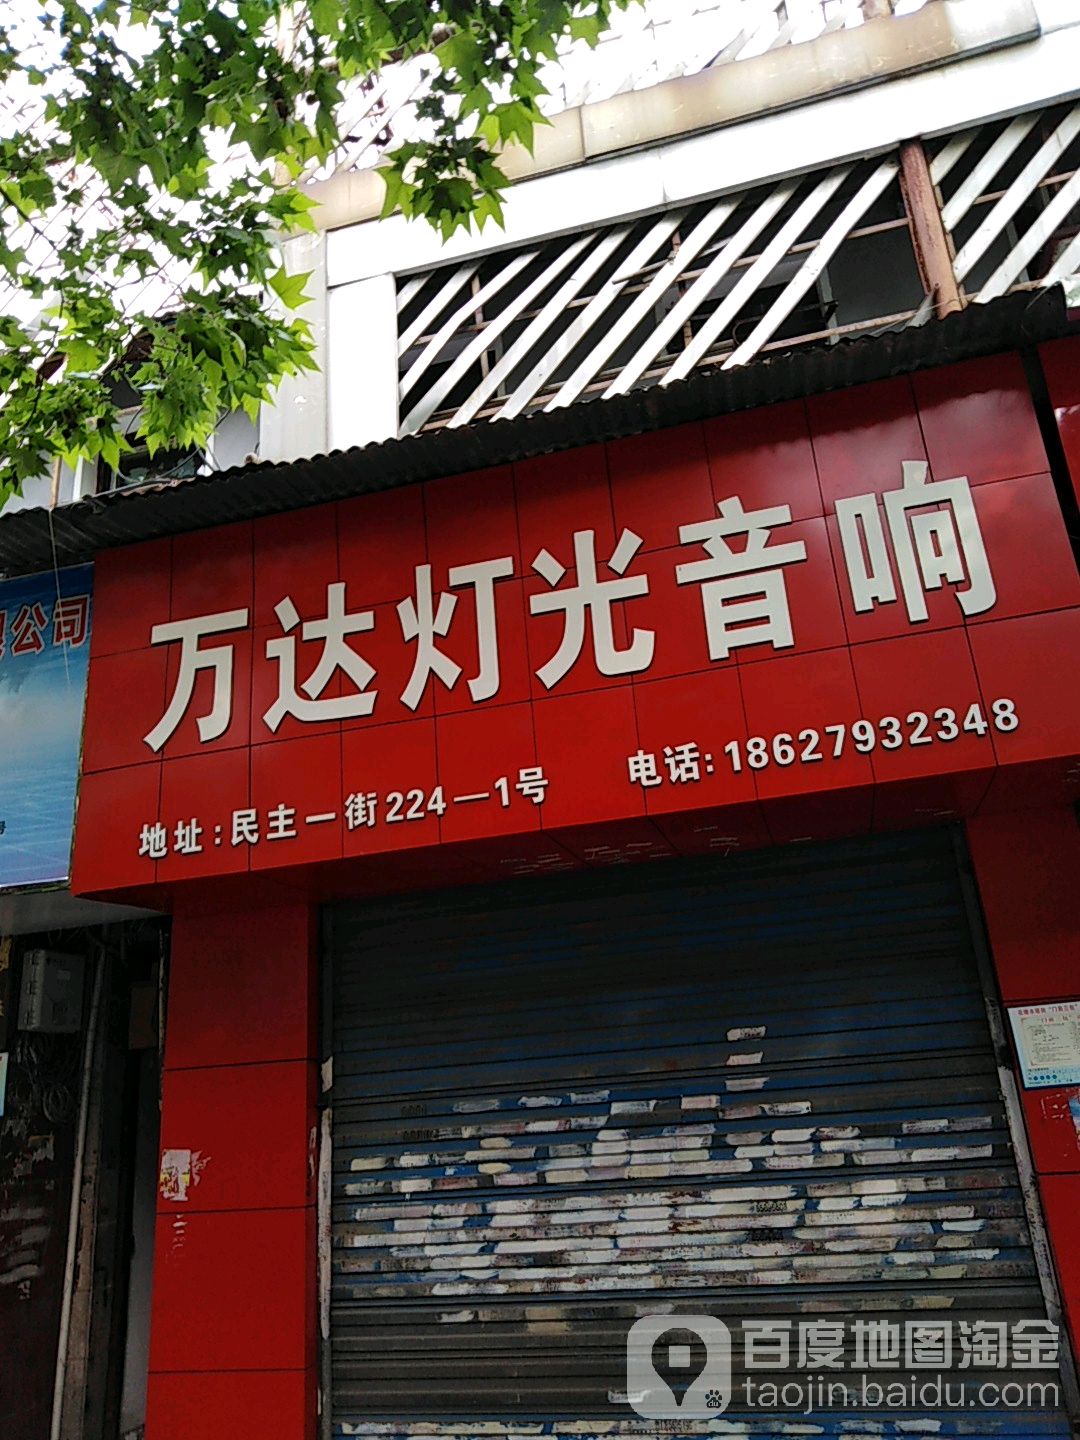 万达灯光音响
地址:民主一街224—1号
电话:18627932348
公司
号
百度地图淘金
taojin.baidu.com